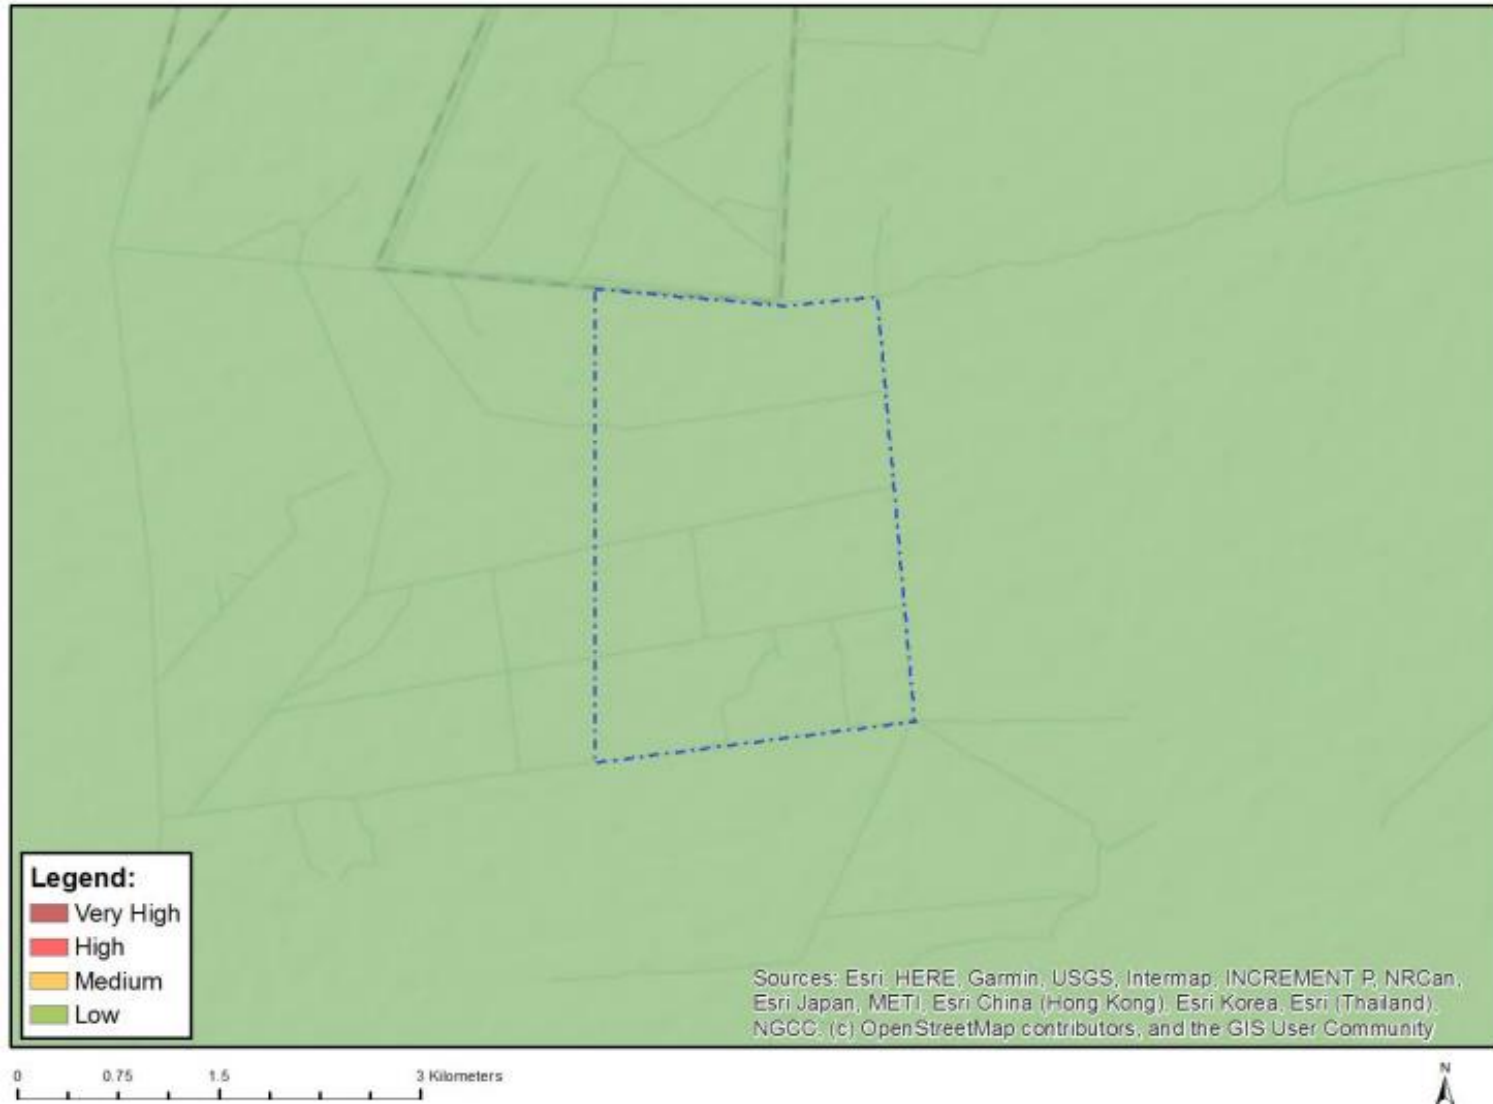 Legend:
Very High
High
Medium
Low
Sources: Esri, HERE, Garmin, USGS, Intermap, INCREMENT P, NRCan,
Esri Japan, METI, Esri China (Hong Kong), Esri Korea, Esri (Thailand),
NGCC, (c) OpenStreetMap contributors, and the GIS User Community
0 0.75 1.5 3 Kilometers
N